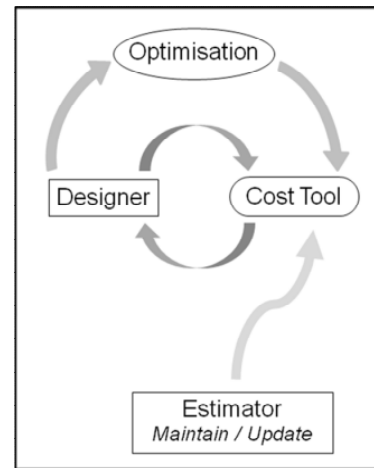 Optimisation
Designer
Cost Tool
Estimator
Maintain / Update